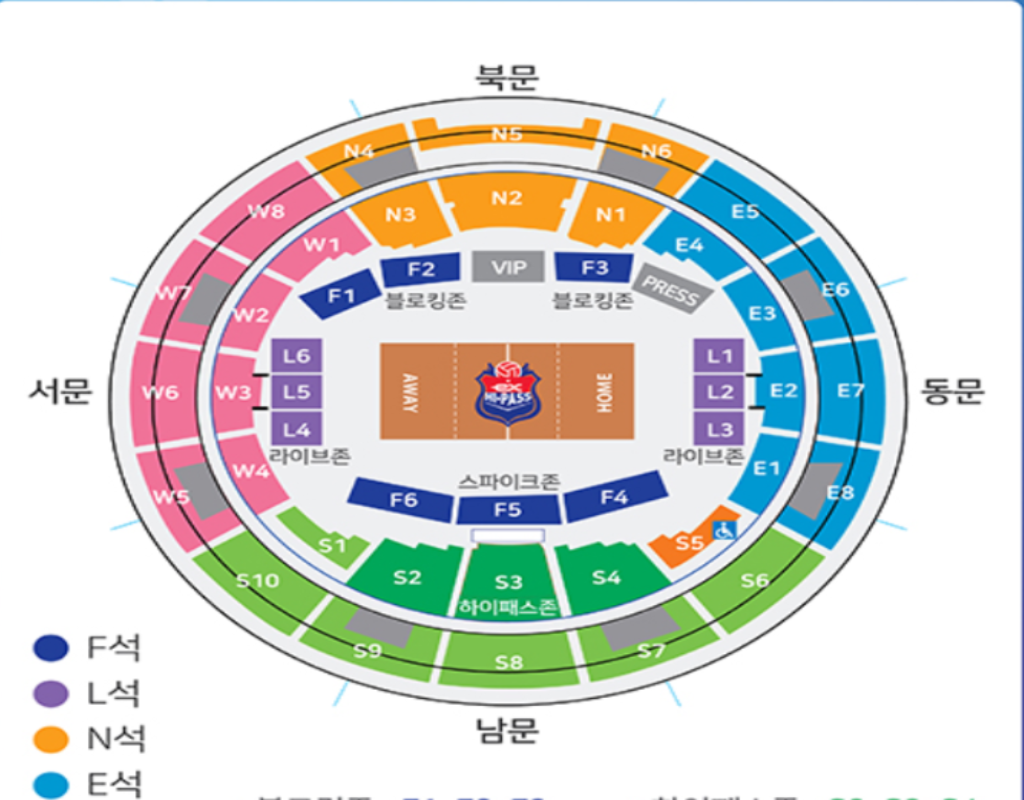 북문
N4 N5 N6
W8 N3 N2 N1 E5
W1 E4
F1 F2 VIP F3 PRESS
블로킹존 블로킹존
W7 W2 E3 E6
L6 L1
서문 W6 W3 L5 AWAY ex HI-PASS HOME L2 E2 E7 동문
L4 L3
라이브존 라이브존
W5 W4 E1 E8
스파이크존
F6 F5 F4
S1 S5
S10 S2 S3 S4 S6
하이패스존
S9 S8 S7
남문
F석
L석
N석
E석